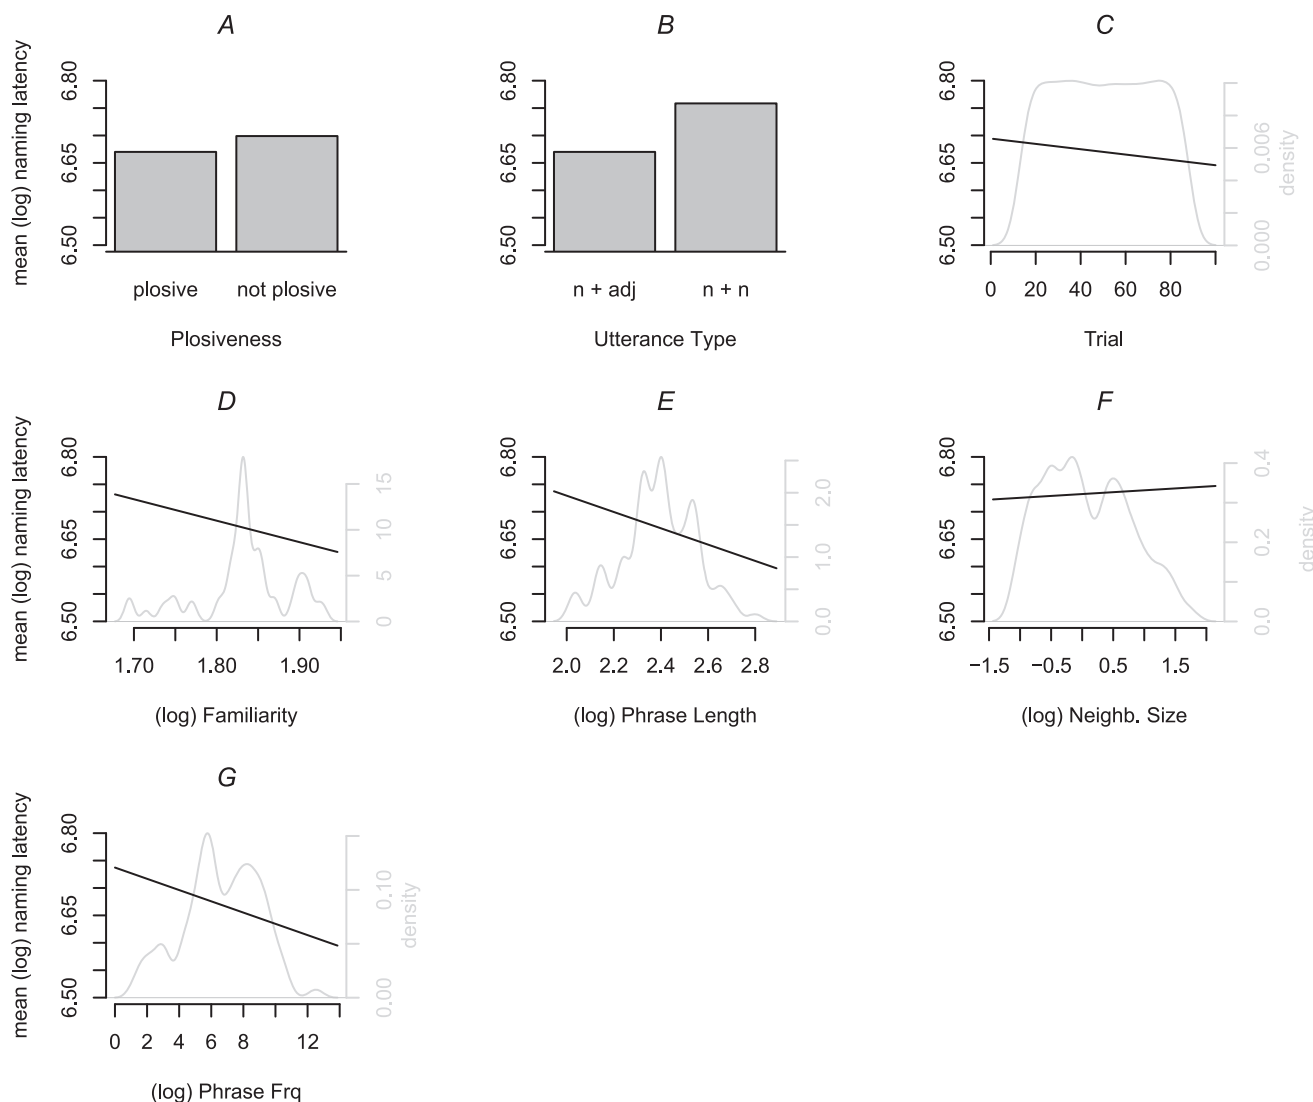 A
B
C
mean (log) naming latency
6.50 6.65 6.80
plosive not plosive
Plosiveness
6.50 6.65 6.80
n + adj n + n
Utterance Type
6.50 6.65 6.80
0 20 40 60 80
Trial
0.000 0.006
density
D
E
F
mean (log) naming latency
6.50 6.65 6.80
1.70 1.80 1.90
(log) Familiarity
0 5 10 15
6.50 6.65 6.80
2.0 2.2 2.4 2.6 2.8
(log) Phrase Length
0.0 1.0 2.0
6.50 6.65 6.80
−1.5 −0.5 0.5 1.5
(log) Neighb. Size
0.0 0.2 0.4
density
G
mean (log) naming latency
6.50 6.65 6.80
0 2 4 6 8 12
(log) Phrase Frq
0.00 0.10
density